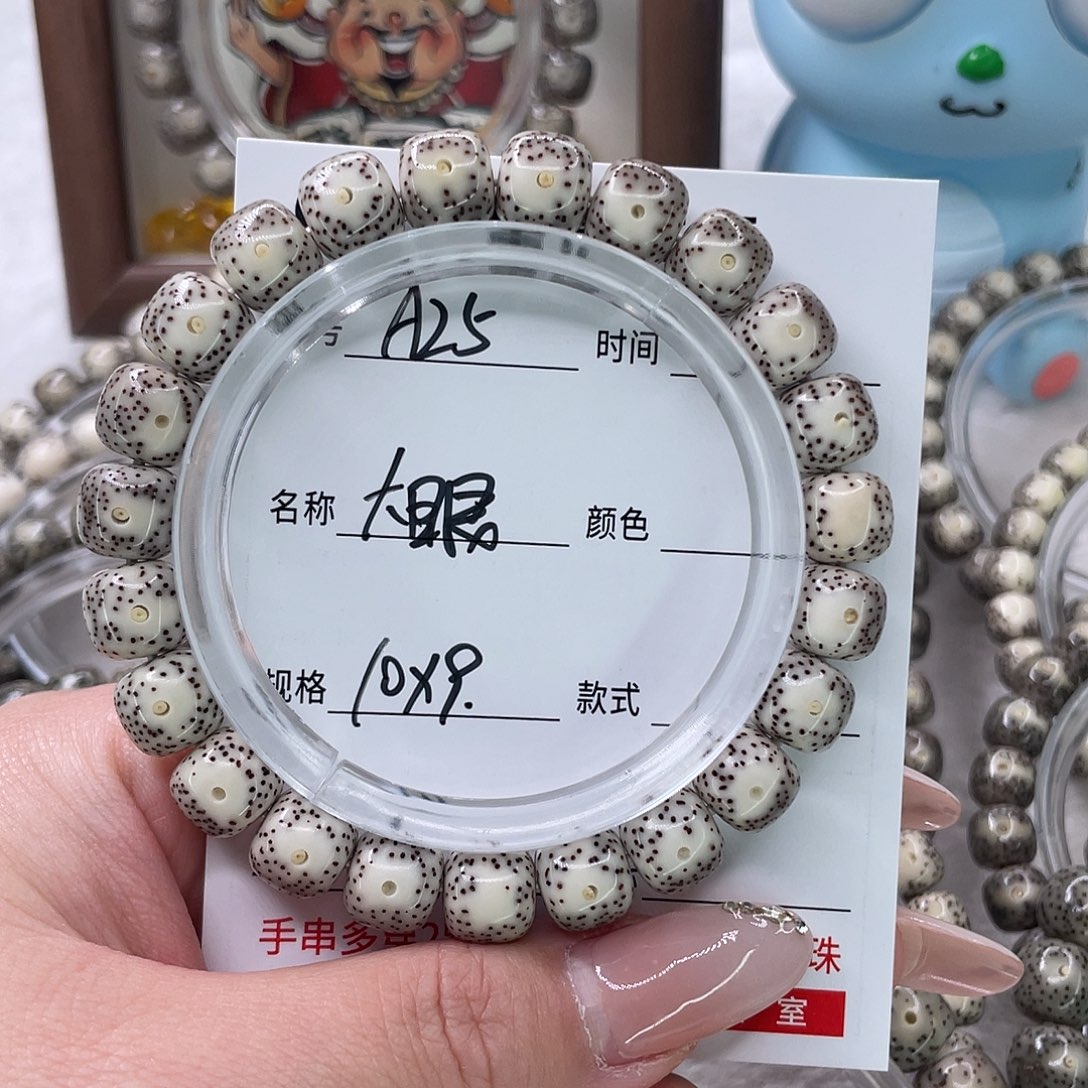 号 A25 时间
名称 大眼 颜色
规格 10X9. 款式
手串多 珠
室